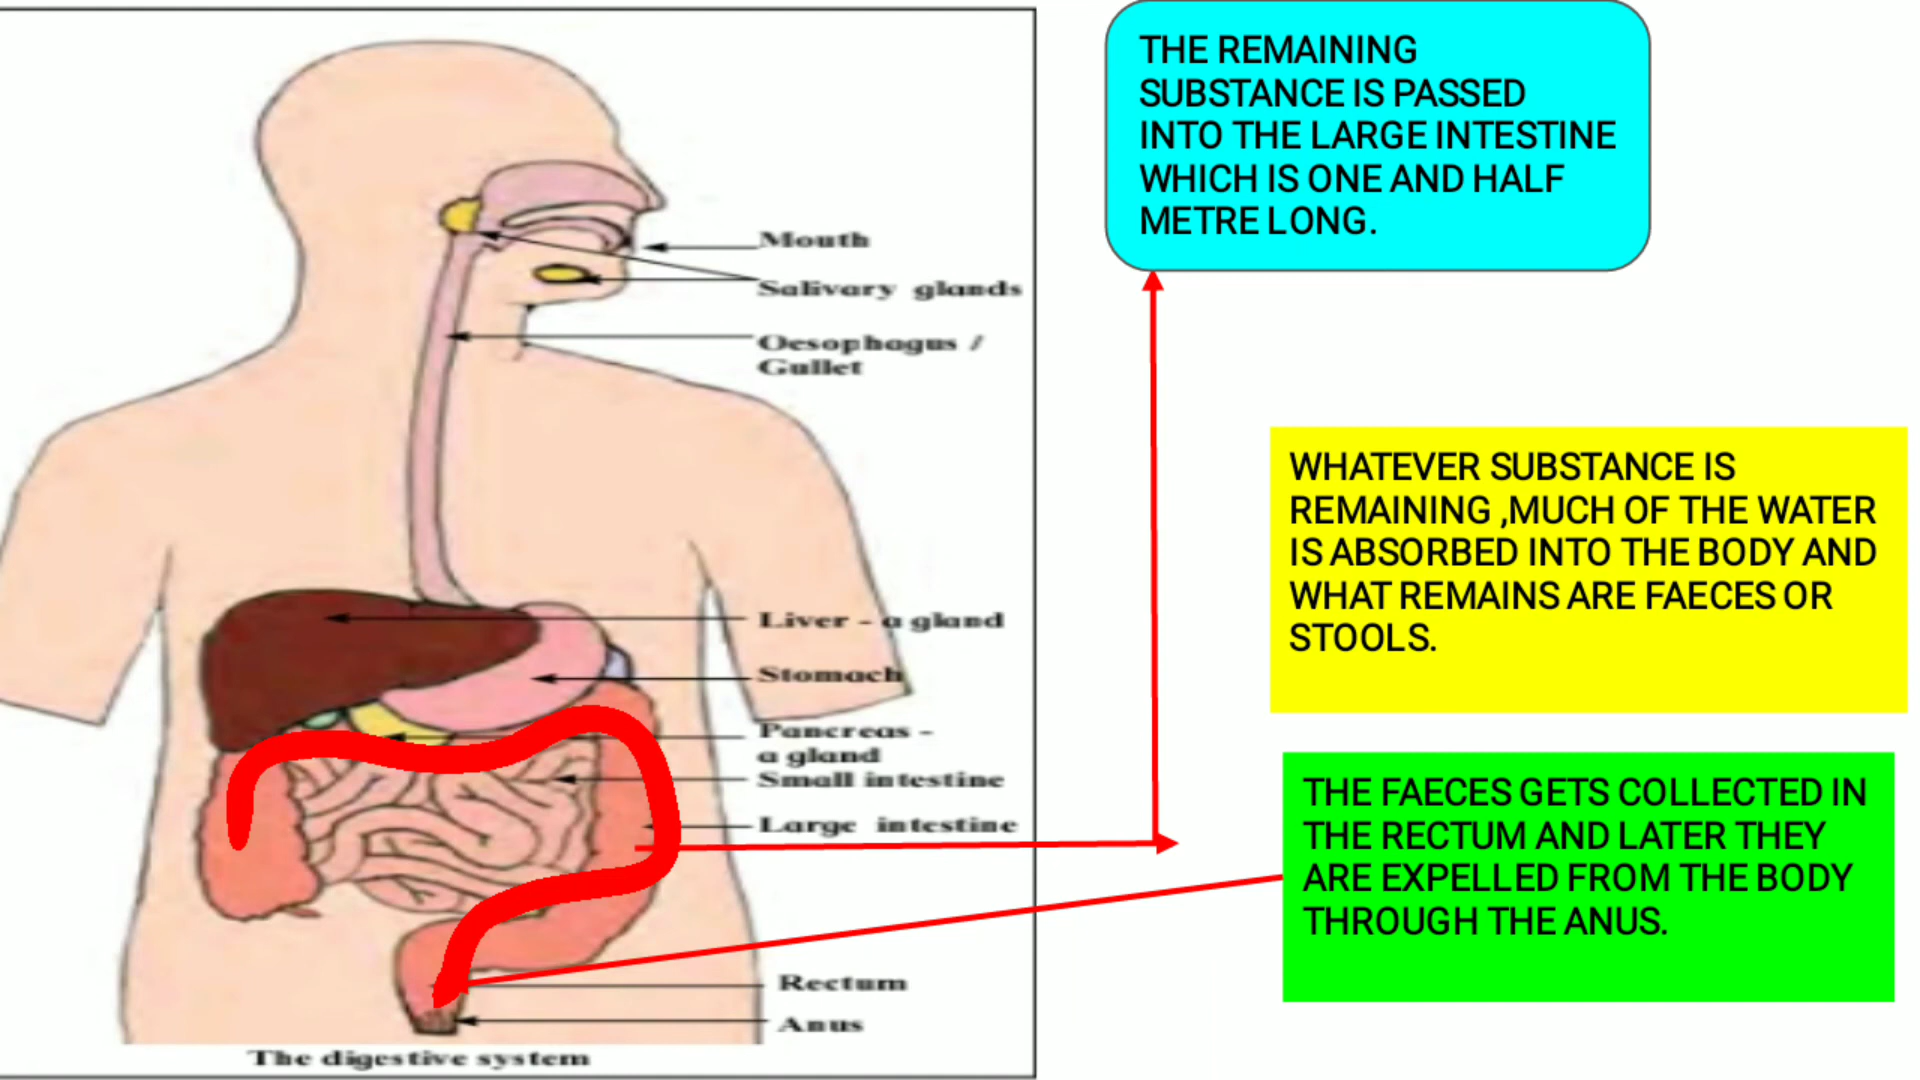 Mouth
Salivary glands
Oesophagus /
Gullet
Liver - a gland
Stomach
Pancreas -
a gland
Small intestine
Large intestine
Rectum
Anus
The digestive system
THE REMAINING
SUBSTANCE IS PASSED
INTO THE LARGE INTESTINE
WHICH IS ONE AND HALF
METRE LONG.
WHATEVER SUBSTANCE IS
REMAINING ,MUCH OF THE WATER
IS ABSORBED INTO THE BODY AND
WHAT REMAINS ARE FAECES OR
STOOLS.
THE FAECES GETS COLLECTED IN
THE RECTUM AND LATER THEY
ARE EXPELLED FROM THE BODY
THROUGH THE ANUS.